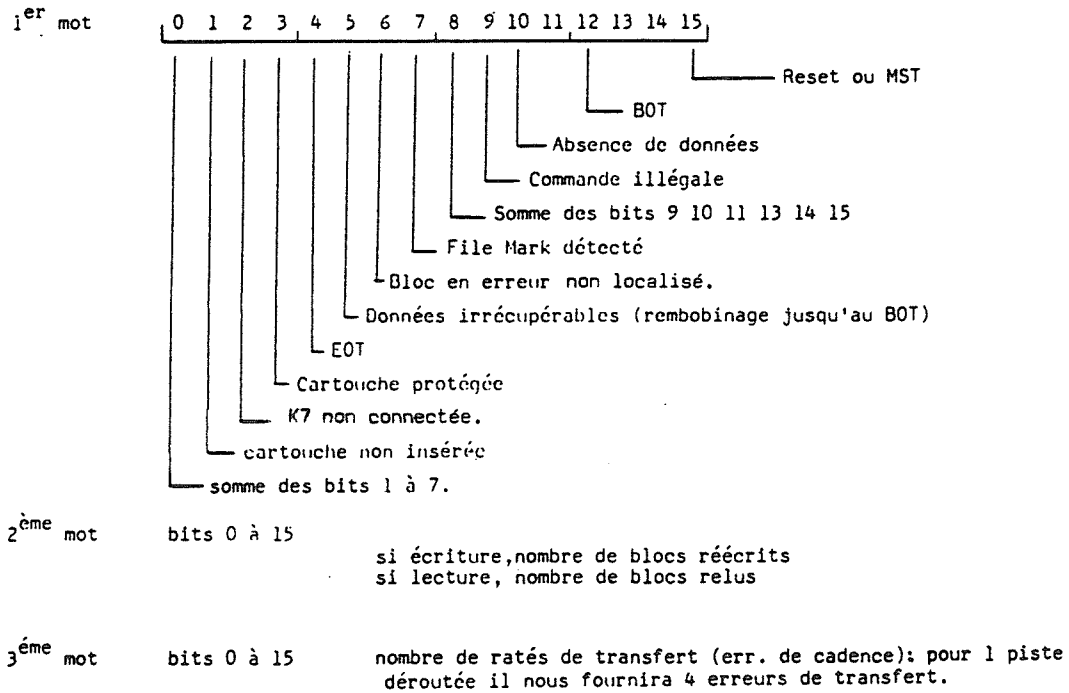 1er mot 0 1 2 3 4 5 6 7 8 9 10 11 12 13 14 15
Reset ou MST
BOT
Absence de données
Commande illégale
Somme des bits 9 10 11 13 14 15
File Mark détecté
Bloc en erreur non localisé.
Données irrécupérables (rembobinage jusqu'au BOT)
EOT
Cartouche protégée
K7 non connectée.
cartouche non insérée
somme des bits 1 à 7.
2ème mot bits 0 à 15
si écriture,nombre de blocs réécrits
si lecture, nombre de blocs relus
3éme mot bits 0 à 15 nombre de ratés de transfert (err. de cadence): pour 1 piste
déroutée il nous fournira 4 erreurs de transfert.